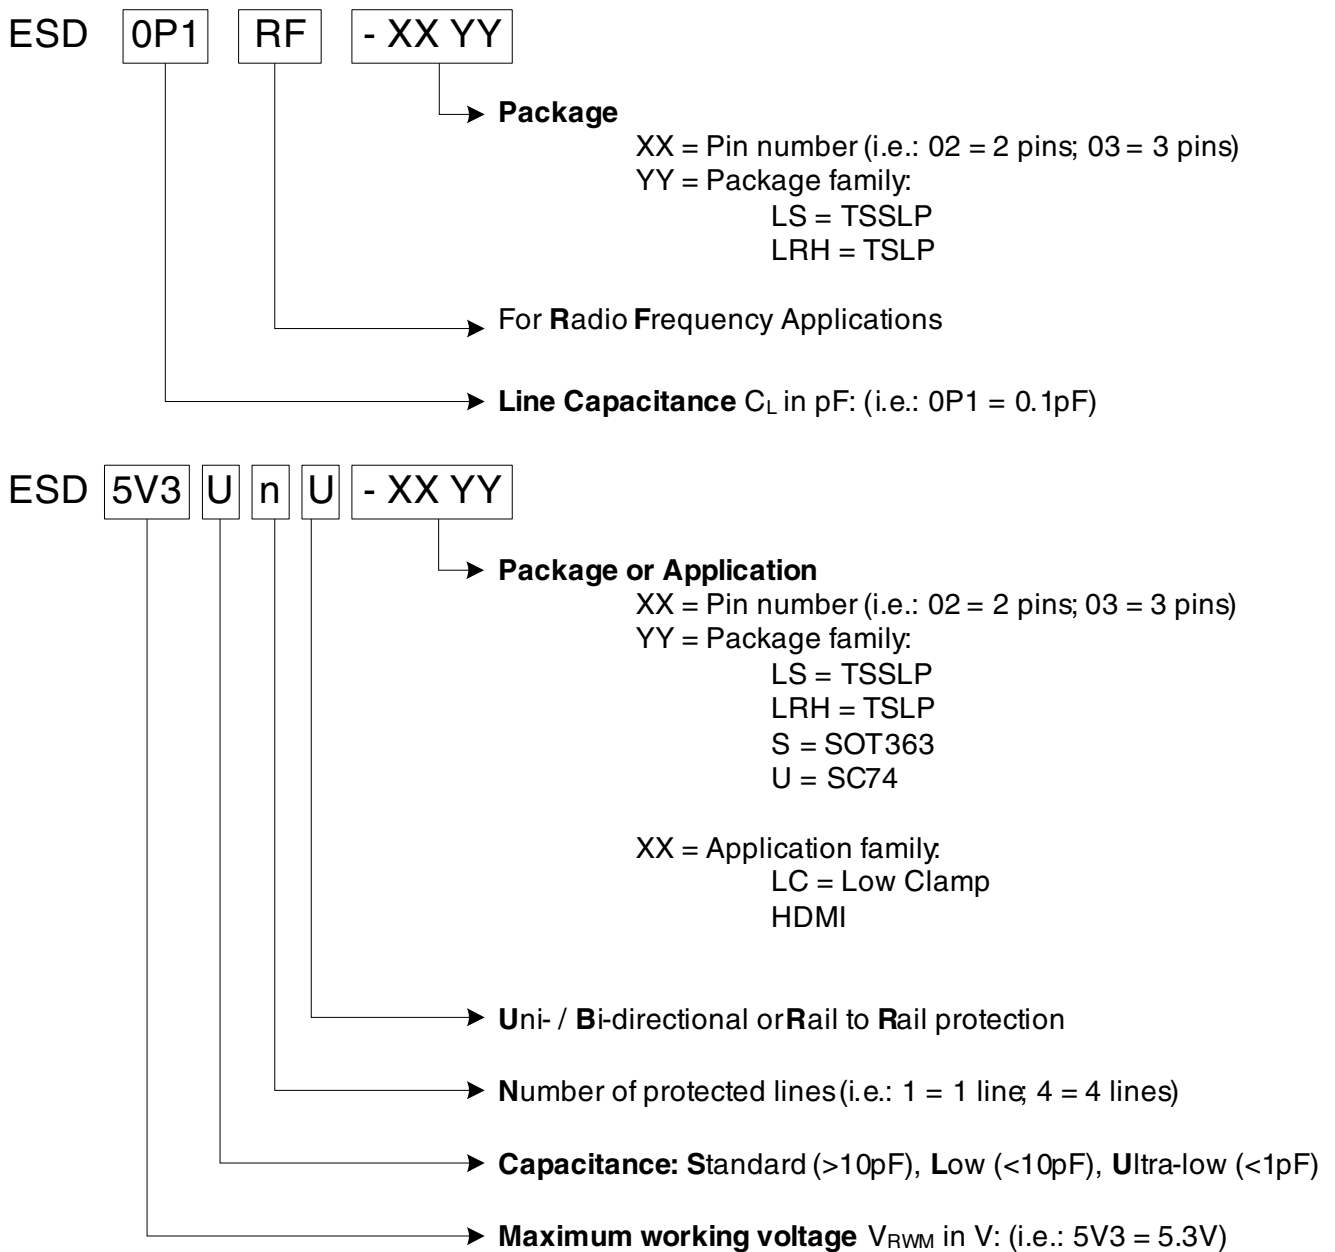 ESD 0P1 RF - XX YY
Package
XX = Pin number (i.e.: 02 = 2 pins; 03 = 3 pins)
YY = Package family:
LS = TSSLP
LRH = TSLP
For Radio Frequency Applications
Line Capacitance CL in pF: (i.e.: 0P1 = 0.1pF)
ESD 5V3 U n U - XX YY
Package or Application
XX = Pin number (i.e.: 02 = 2 pins; 03 = 3 pins)
YY = Package family:
LS = TSSLP
LRH = TSLP
S = SOT363
U = SC74
XX = Application family:
LC = Low Clamp
HDMI
Uni- / Bi-directional or Rail to Rail protection
Number of protected lines (i.e.: 1 = 1 line; 4 = 4 lines)
Capacitance: Standard (>10pF), Low (<10pF), Ultra-low (<1pF)
Maximum working voltage VRWM in V: (i.e.: 5V3 = 5.3V)